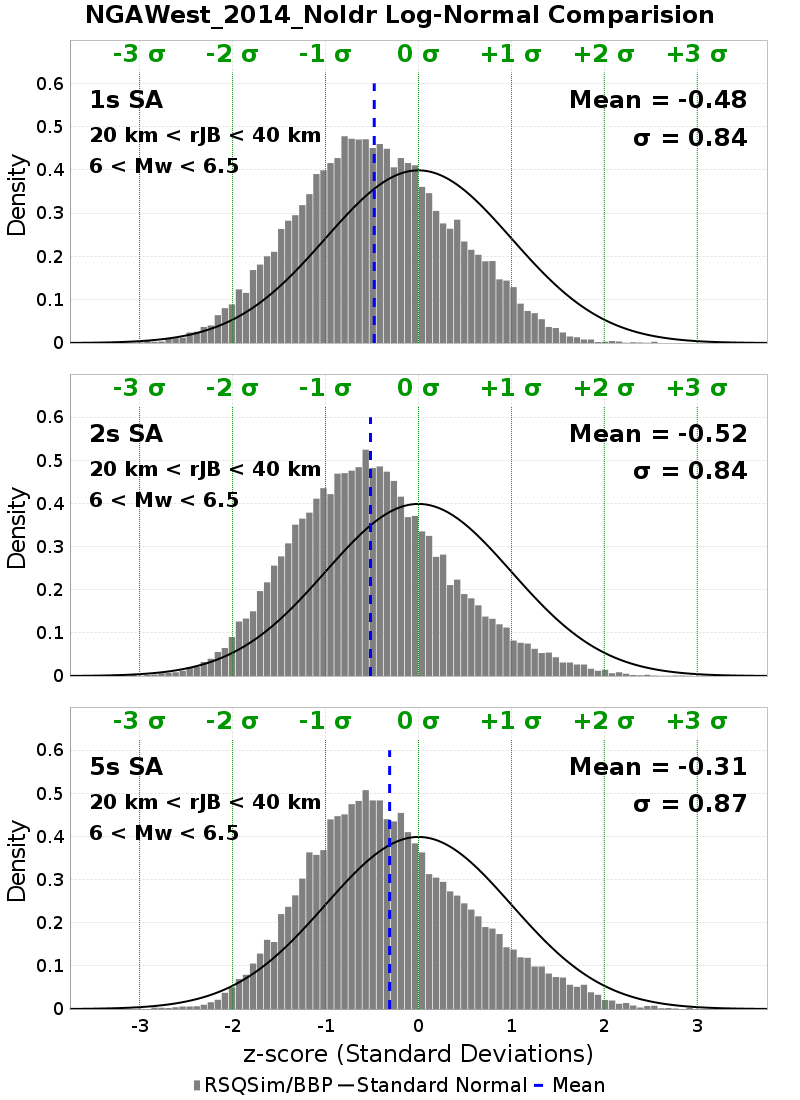 NGAWest_2014_NoIdr Log-Normal Comparision
-3 σ -2 σ -1 σ 0 σ +1 σ +2 σ +3 σ
0.6
1s SA Mean = -0.48
0.5
20 km < rJB < 40 km σ = 0.84
6 < Mw < 6.5
0.4
0.3
0.2
0.1
0
Density
-3 σ -2 σ -1 σ 0 σ +1 σ +2 σ +3 σ
0.6
2s SA Mean = -0.52
0.5
20 km < rJB < 40 km σ = 0.84
6 < Mw < 6.5
0.4
0.3
0.2
0.1
0
Density
-3 σ -2 σ -1 σ 0 σ +1 σ +2 σ +3 σ
0.6
5s SA Mean = -0.31
0.5
20 km < rJB < 40 km σ = 0.87
6 < Mw < 6.5
0.4
0.3
0.2
0.1
0
Density
-3 -2 -1 0 1 2 3
z-score (Standard Deviations)
RSQSim/BBP Standard Normal Mean